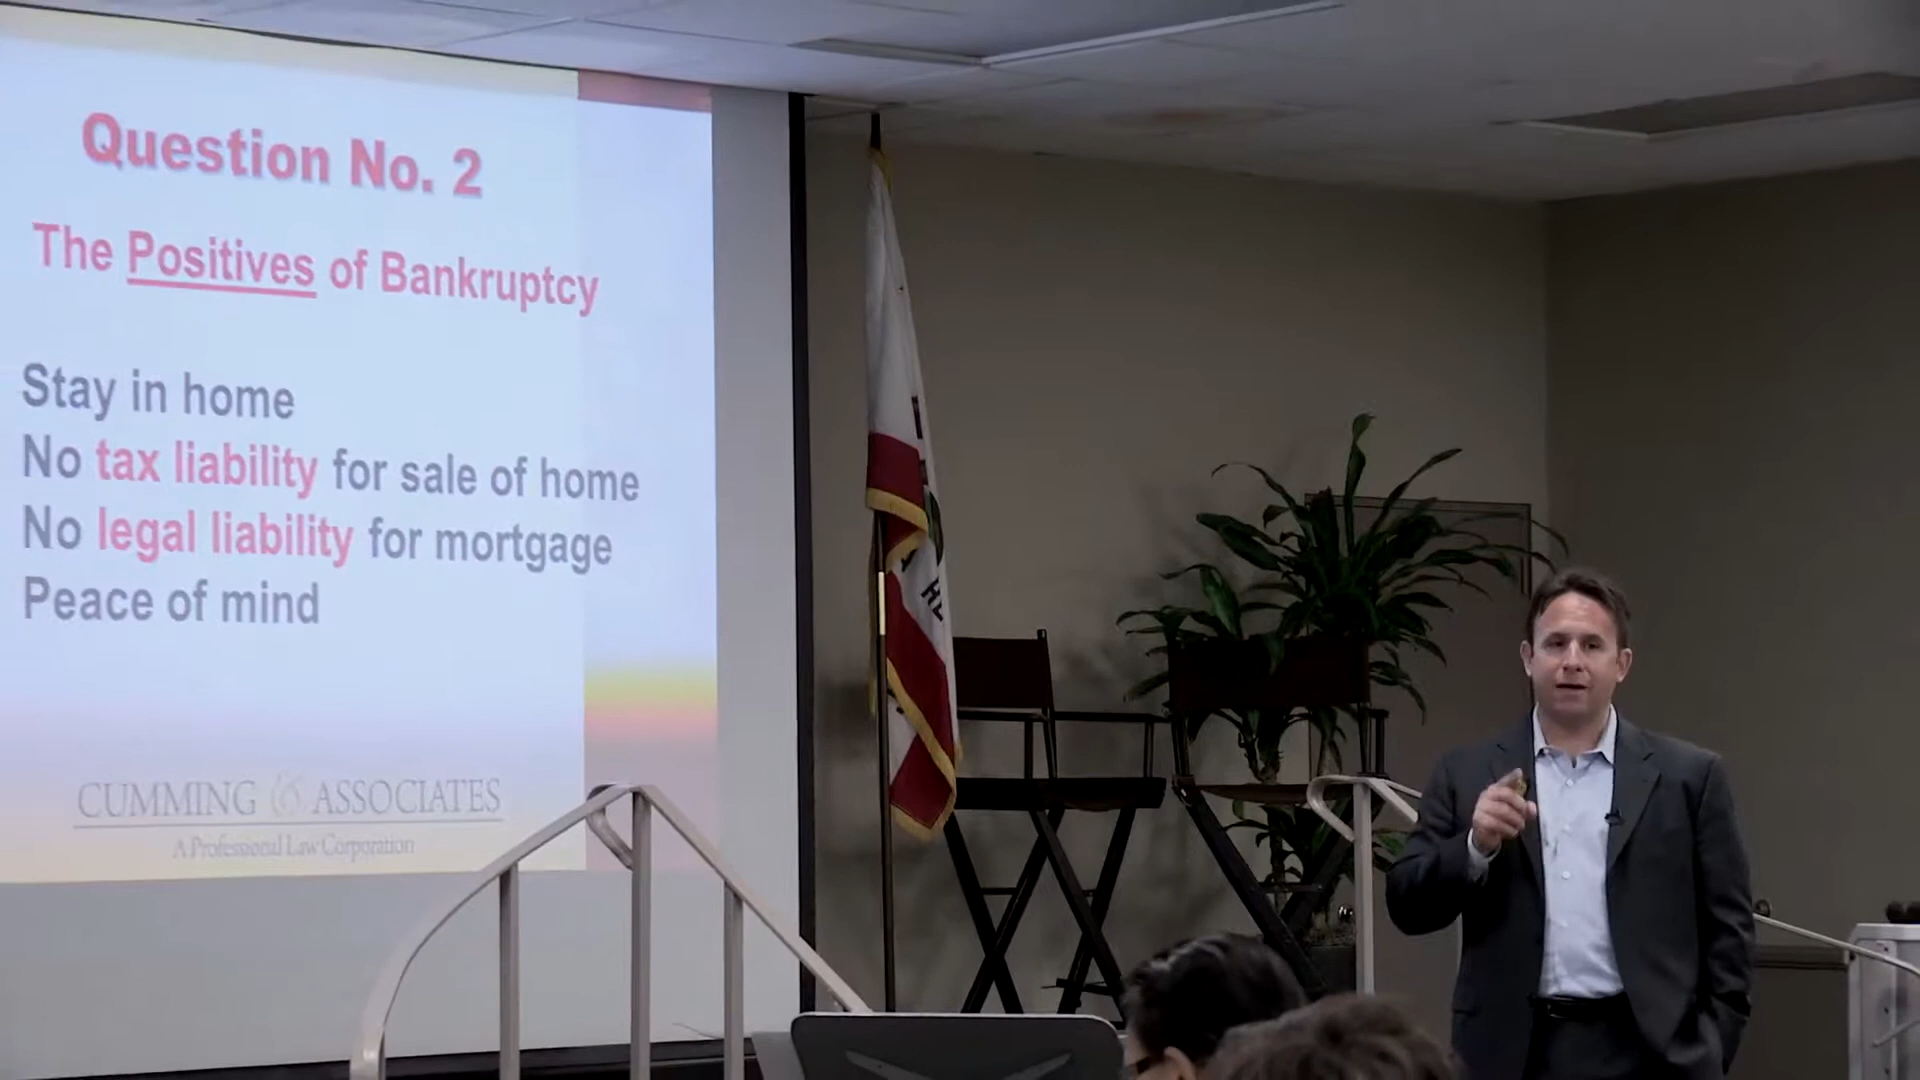 Question No. 2
The Positives of Bankruptcy
Stay in home
No tax liability for sale of home
No legal liability for mortgage
Peace of mind
CUMMING & ASSOCIATES
A Professional Law Corporation